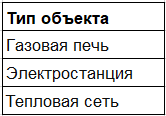 Тип объекта
Газовая печь
Электростанция
Тепловая сеть